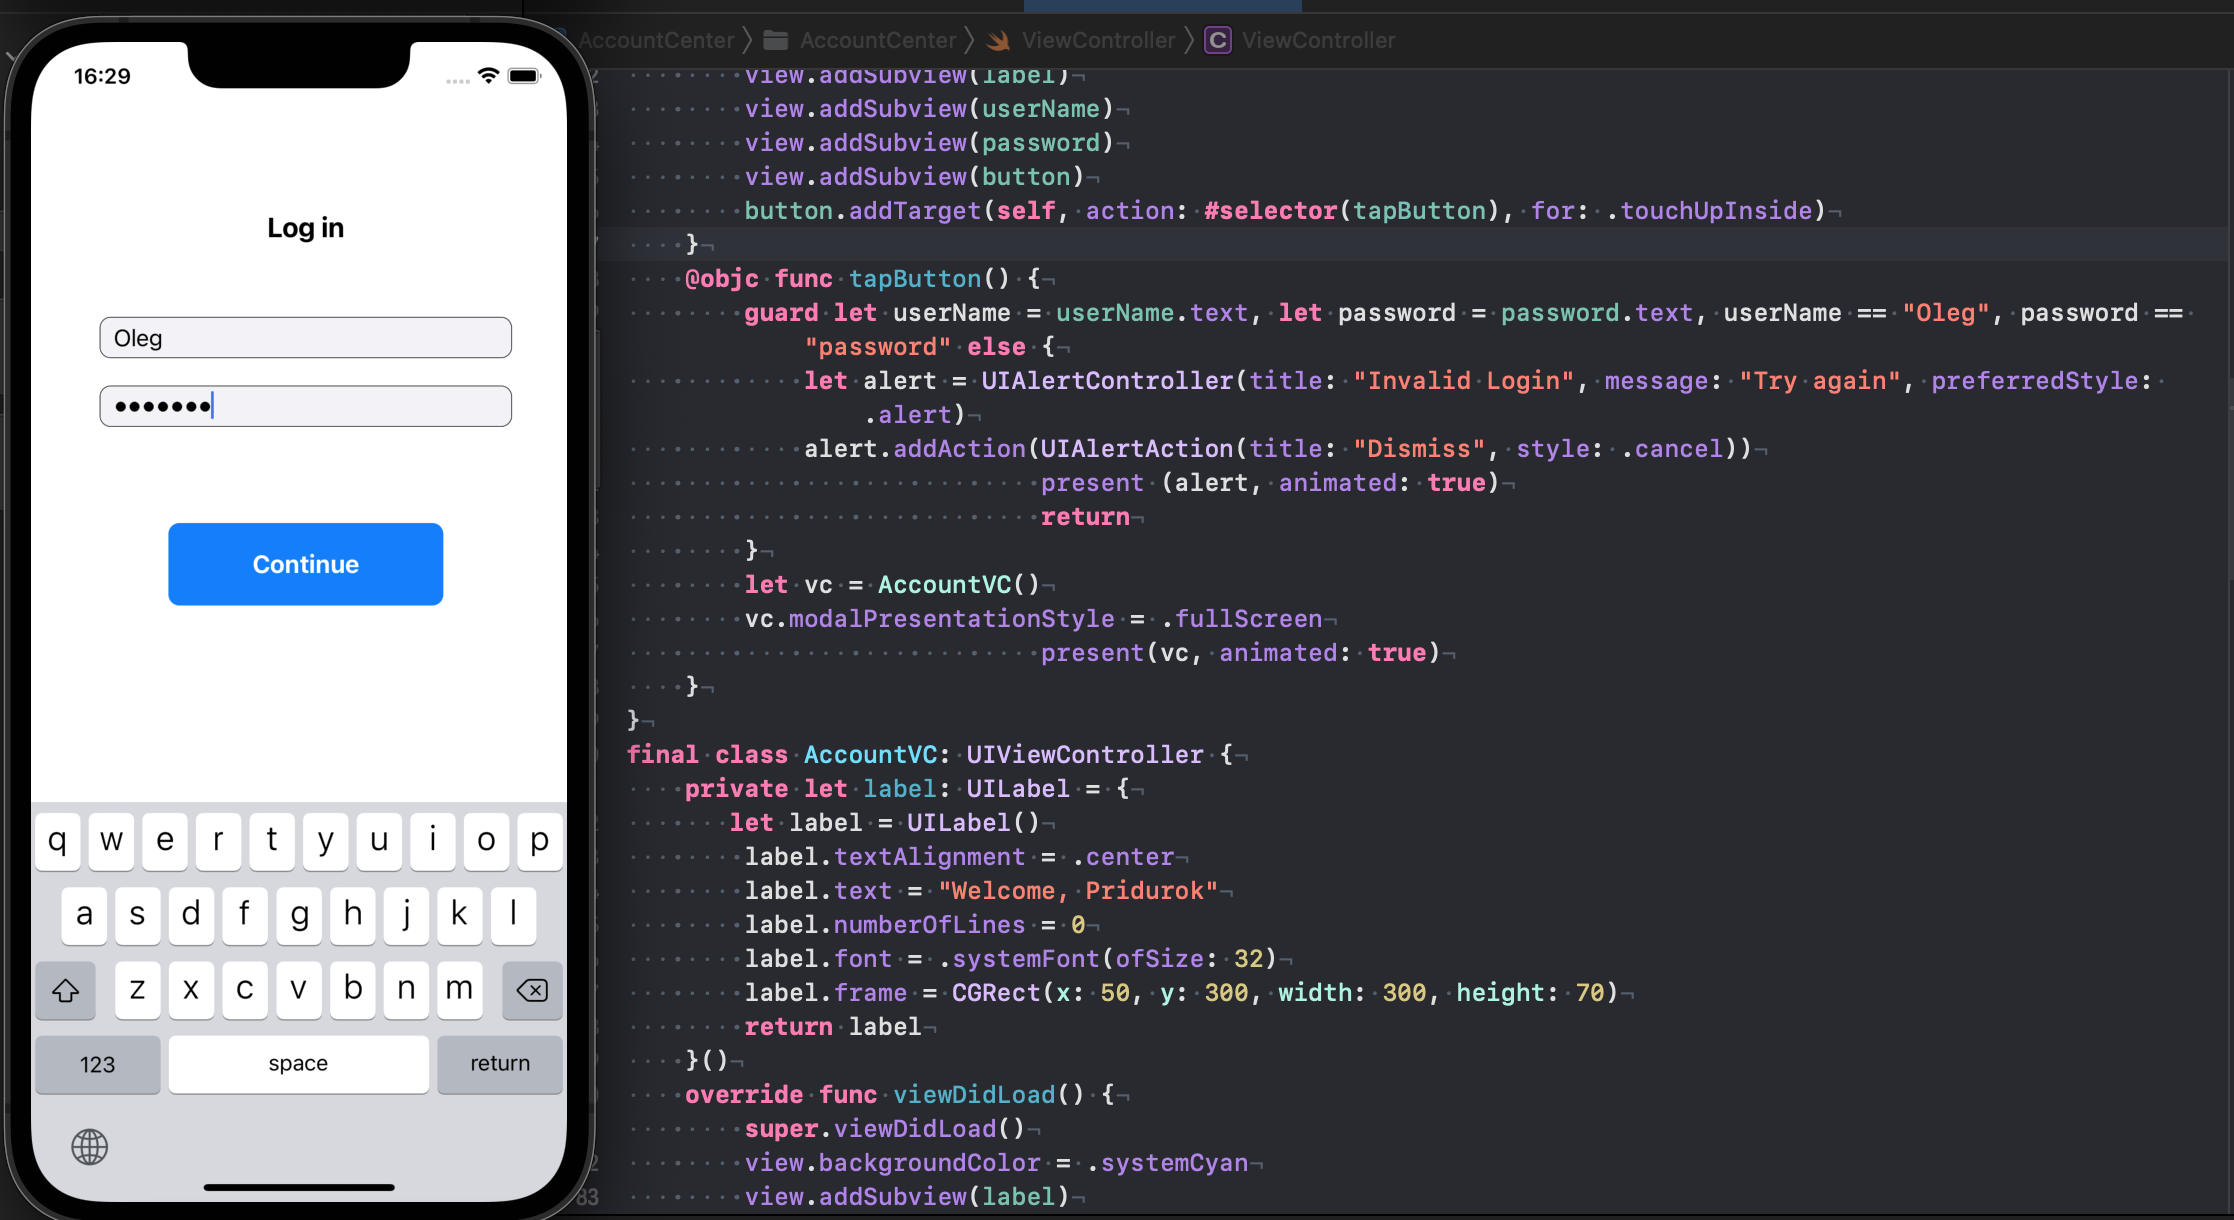 16:29
Log in
Oleg
•••••••
Continue
q w e r t y u i o p
a s d f g h j k l
z x c v b n m
123 space return
AccountCenter 〉 AccountCenter 〉 ViewController 〉 C ViewController
view.addSubview(label)
view.addSubview(userName)
view.addSubview(password)
view.addSubview(button)
button.addTarget(self, action: #selector(tapButton), for: .touchUpInside)
}
@objc func tapButton() {
guard let userName = userName.text, let password = password.text, userName == "Oleg", password ==
"password" else {
let alert = UIAlertController(title: "Invalid Login", message: "Try again", preferredStyle:
.alert)
alert.addAction(UIAlertAction(title: "Dismiss", style: .cancel))
present (alert, animated: true)
return
}
let vc = AccountVC()
vc.modalPresentationStyle = .fullScreen
present(vc, animated: true)
}
}
final class AccountVC: UIViewController {
private let label: UILabel = {
let label = UILabel()
label.textAlignment = .center
label.text = "Welcome, Pridurok"
label.numberOfLines = 0
label.font = .systemFont(ofSize: 32)
label.frame = CGRect(x: 50, y: 300, width: 300, height: 70)
return label
}()
override func viewDidLoad() {
super.viewDidLoad()
view.backgroundColor = .systemCyan
83 view.addSubview(label)